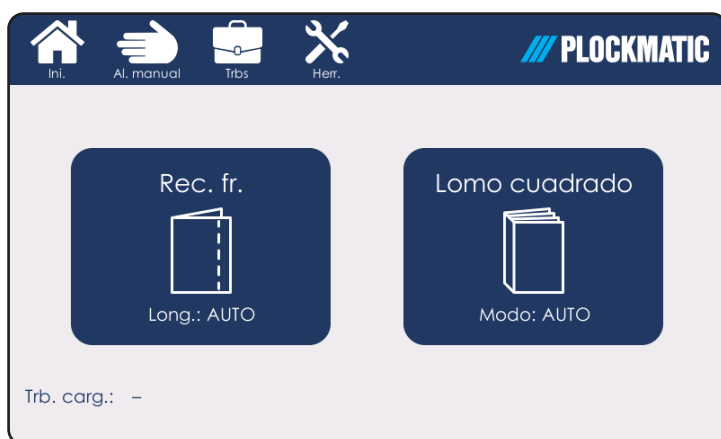 PLOCKMATIC
Ini. Al. manual Trbs Herr.
Rec. fr.
Long.: AUTO
Lomo cuadrado
Modo: AUTO
Trb. carg.: –